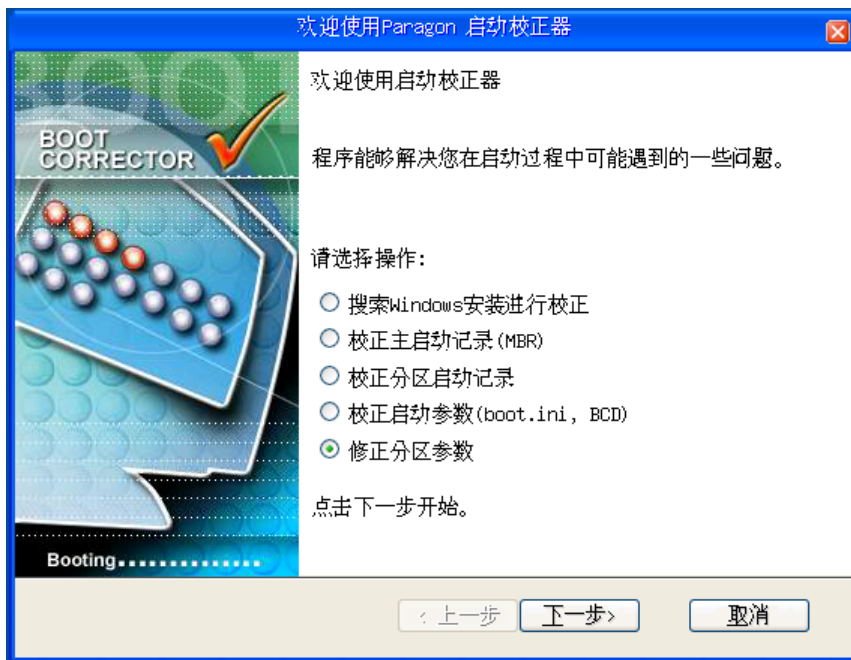 欢迎使用Paragon 启动校正器
BOOT
BOOT
CORRECTOR
欢迎使用启动校正器
程序能够解决您在启动过程中可能遇到的一些问题。
请选择操作:
搜索Windows安装进行校正
校正主启动记录(MBR)
校正分区启动记录
校正启动参数(boot.ini, BCD)
修正分区参数
点击下一步开始。
Booting..............
<上一步
下一步>
取消